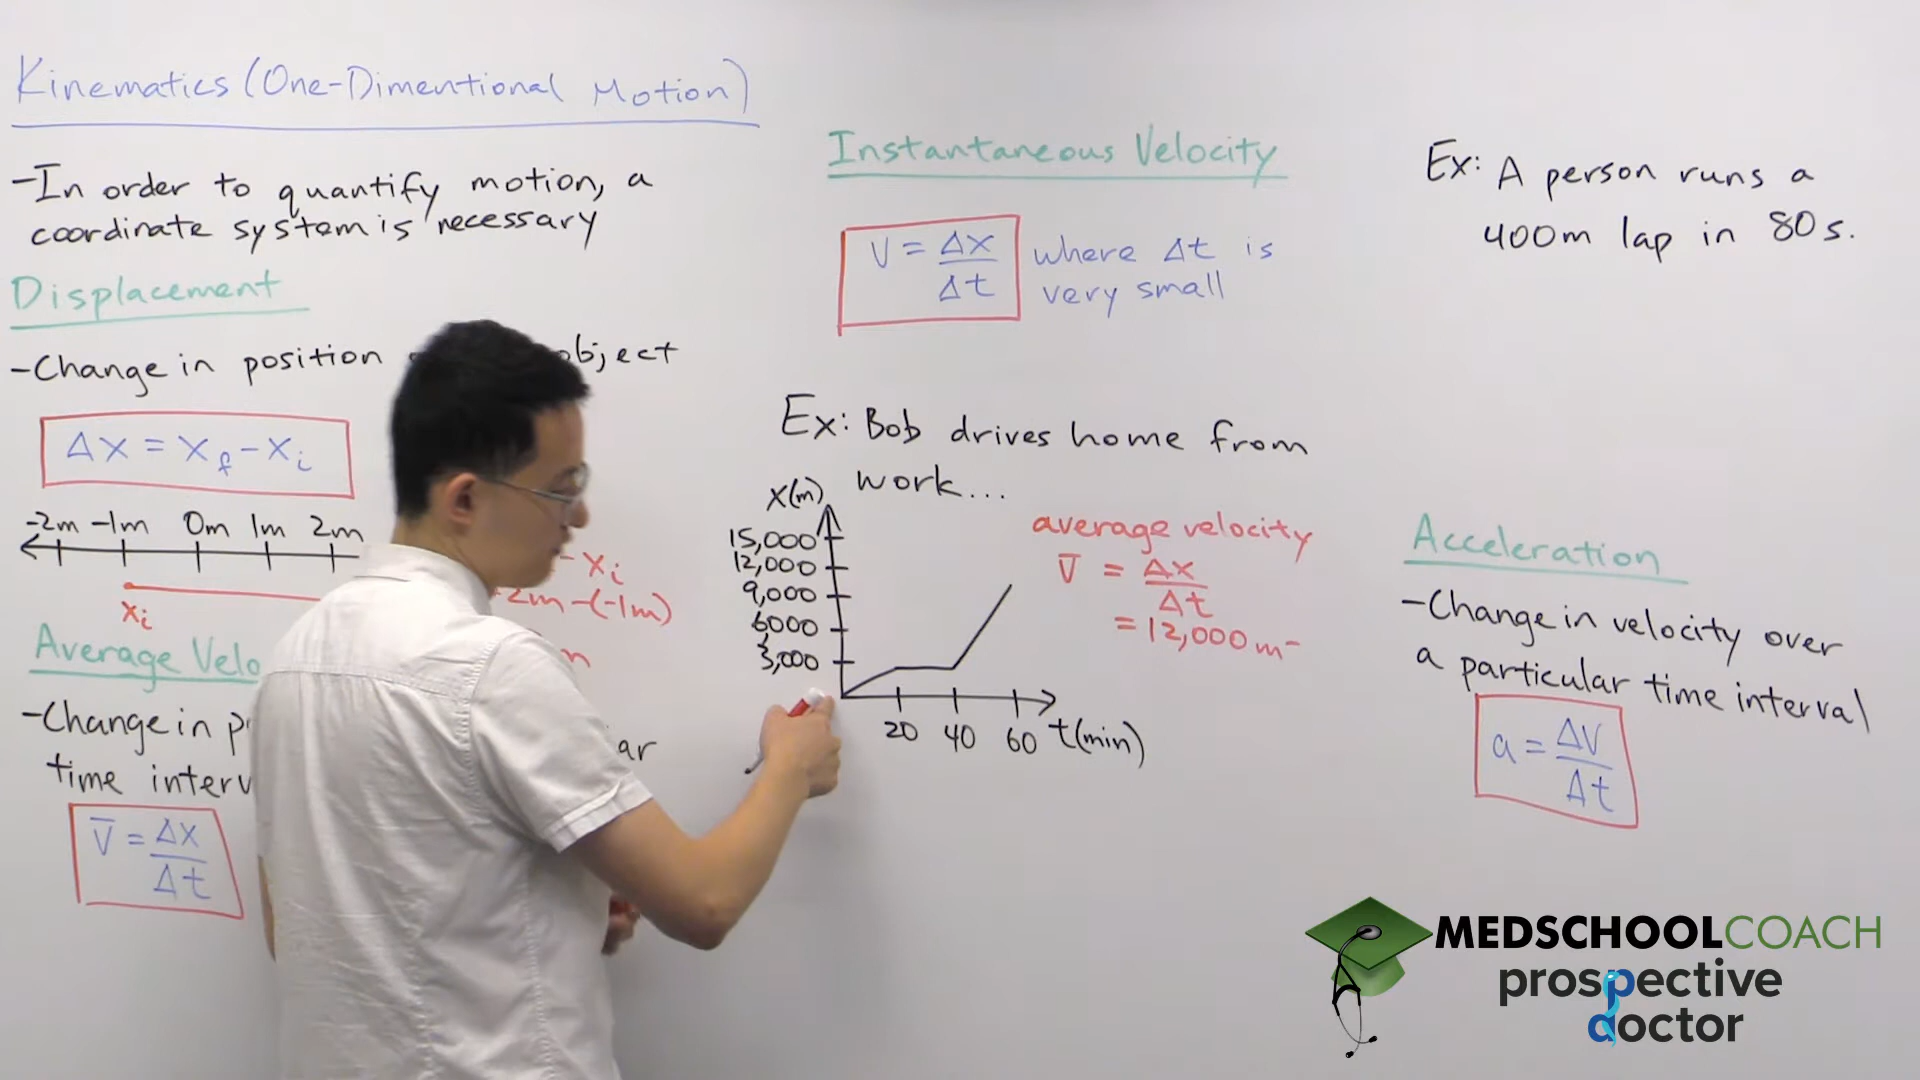 Kinematics (One-Dimentional Motion)
-In order to quantify motion, a
coordinate system is necessary
Displacement
-Change in position object
Δx = xf - xi
-2m -1m 0m 1m 2m
- xi
2m-(-1m)
xi
Average Velo
-Change in p
time interv
V̄ = Δx/Δt
Instantaneous Velocity
V = Δx/Δt where Δt is
very small
Ex: Bob drives home from
work...
x(m)
15,000
12,000
9,000
6000
3,000
20 40 60 t(min)
average velocity
V̄ = Δx/Δt
= 12,000m-
Ex: A person runs a
400m lap in 80s.
Acceleration
-Change in velocity over
a particular time interval
a = ΔV/Δt
MEDSCHOOLCOACH
prospective
doctor